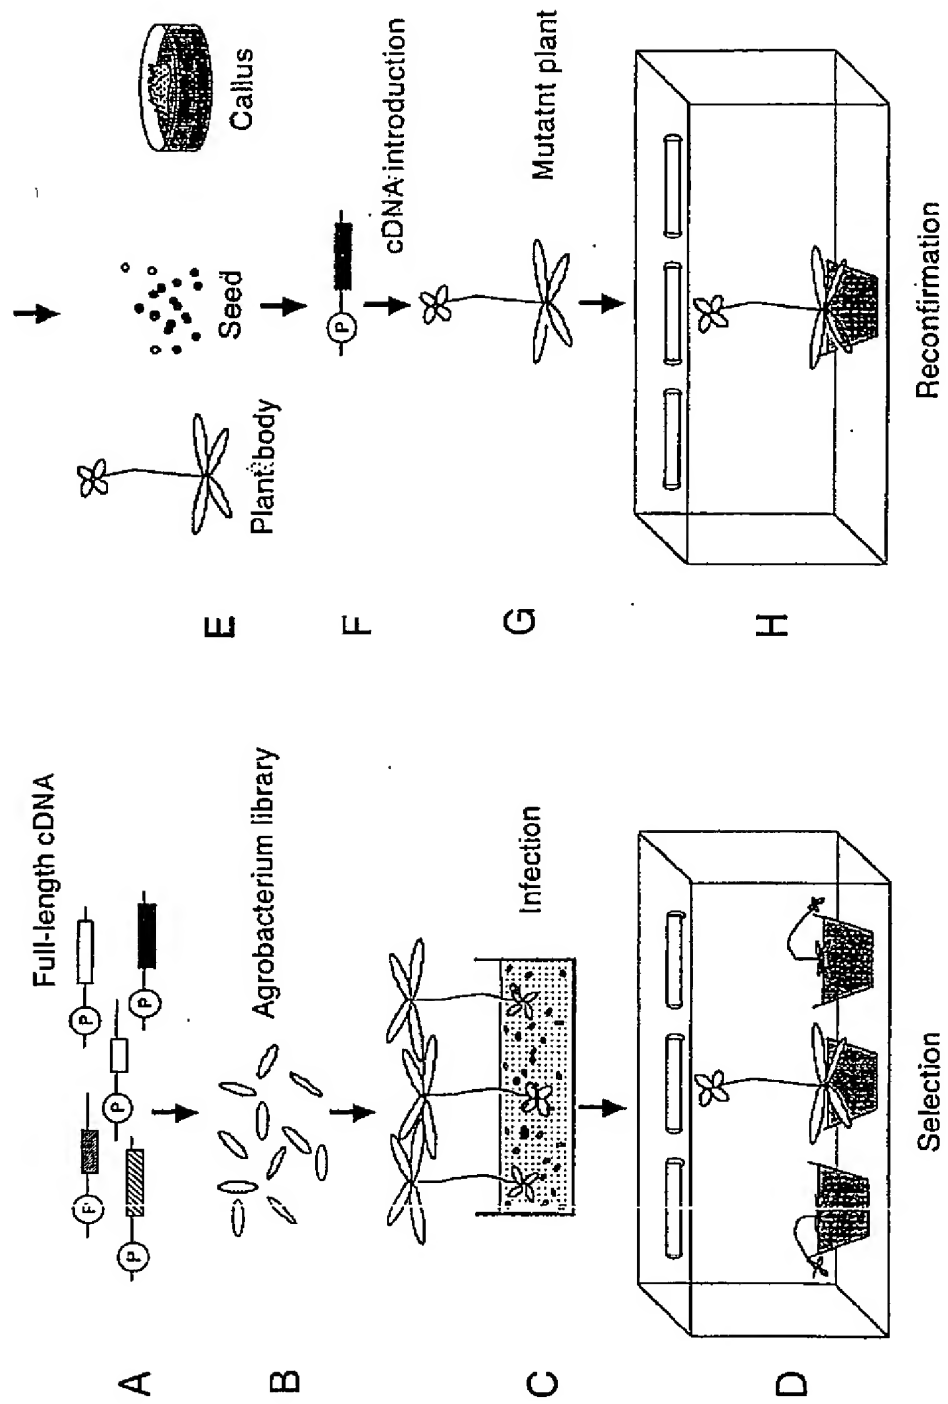 Full-length cDNA
A
P
P
P
P
P
B
Agrobacterium library
C
Infection
D
Selection
E
Plant body
Seed
Callus
F
P
cDNA introduction
G
Mutatnt plant
H
Reconfirmation